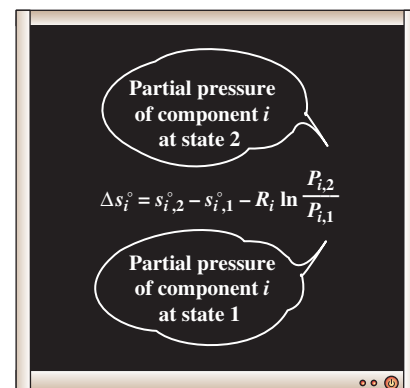 Partial pressure
of component i
at state 2
Δs°ᵢ = s°ᵢ,₂ − s°ᵢ,₁ − Rᵢ ln Pᵢ,₂/Pᵢ,₁
Partial pressure
of component i
at state 1